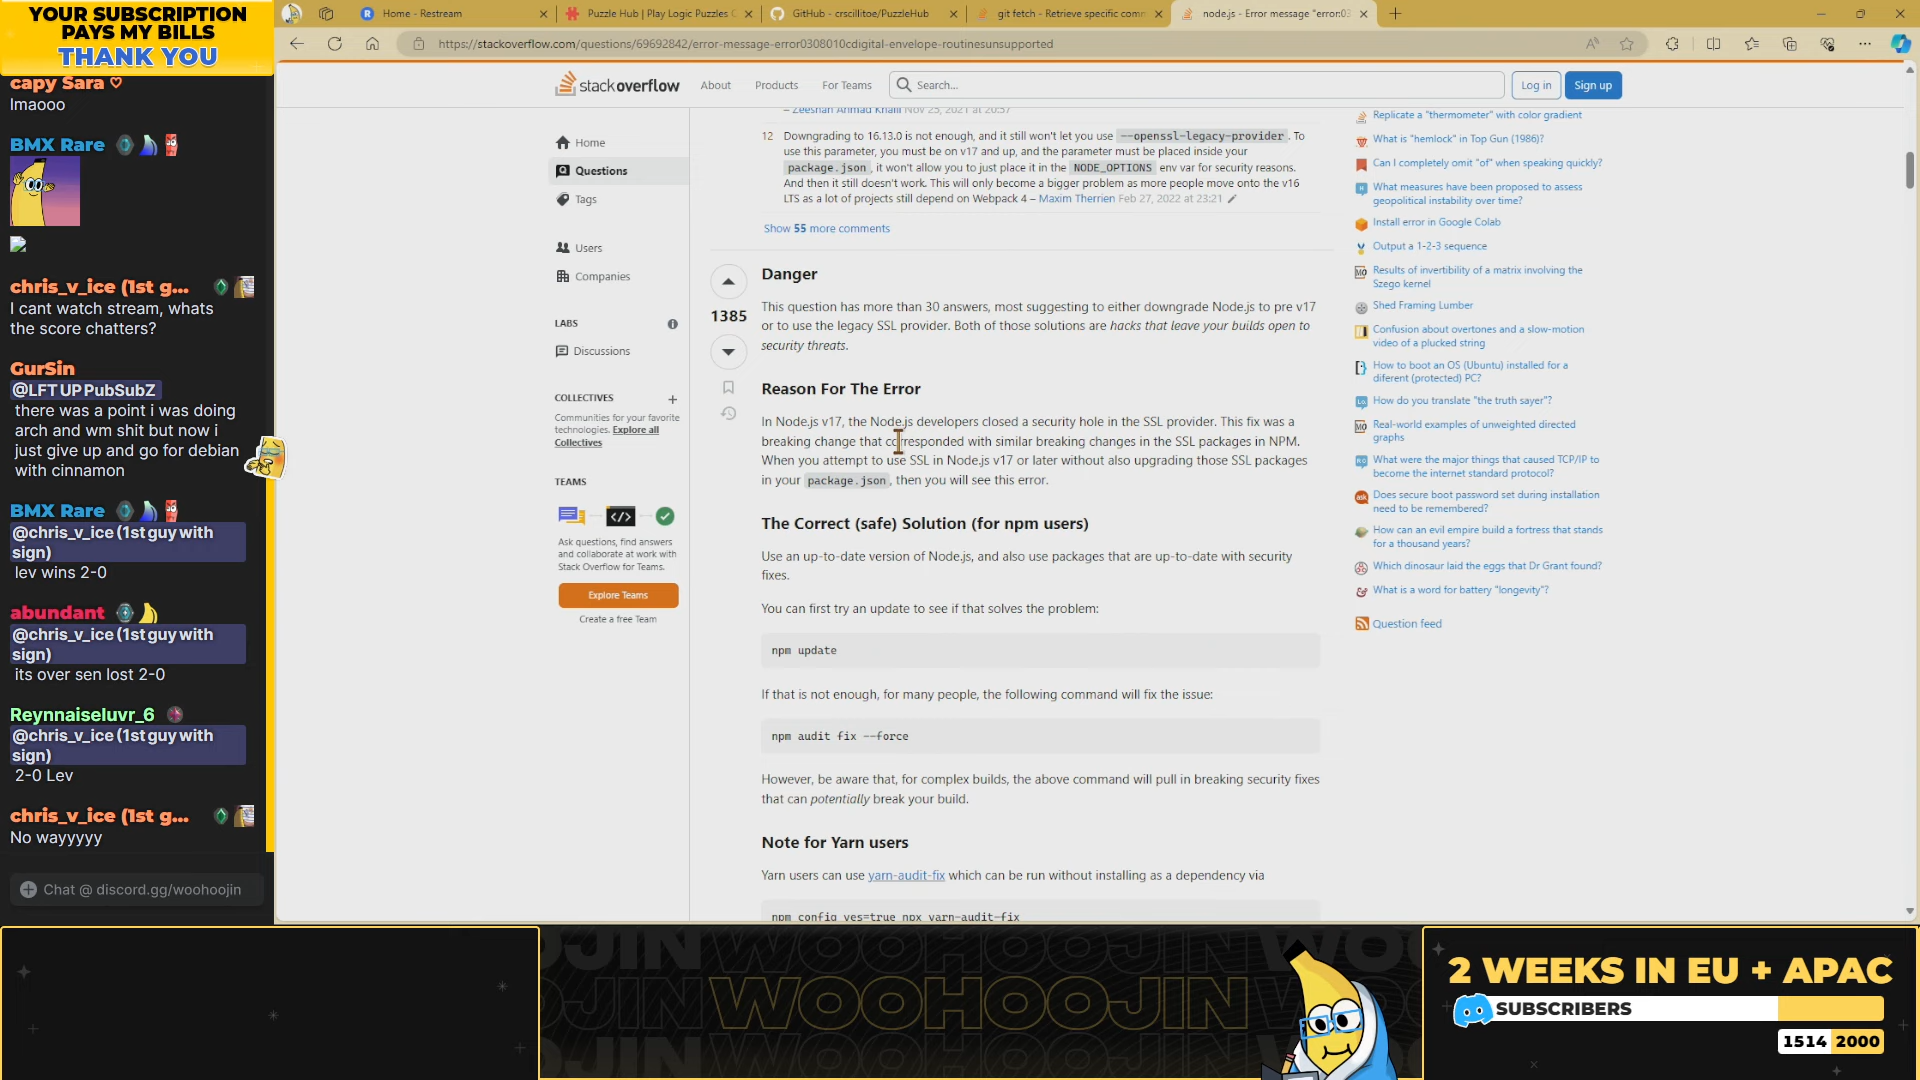 YOUR SUBSCRIPTION
PAYS MY BILLS
THANK YOU
capy Sara ♡
lmaooo
BMX Rare
chris_v_ice (1st g...
I cant watch stream, whats
the score chatters?
GurSin
@LFT UP PubSubZ
there was a point i was doing
arch and wm shit but now i
just give up and go for debian
with cinnamon
BMX Rare
@chris_v_ice (1st guy with
sign)
lev wins 2-0
abundant
@chris_v_ice (1st guy with
sign)
its over sen lost 2-0
Reynnaiseluvr_6
@chris_v_ice (1st guy with
sign)
2-0 Lev
chris_v_ice (1st g...
No wayyyyy
Chat @ discord.gg/woohoojin
Home - Restream
Puzzle Hub | Play Logic Puzzles
GitHub - crscillitoe/PuzzleHub
git fetch - Retrieve specific comm
node.js - Error message "error:03
https://stackoverflow.com/questions/69692842/error-message-error0308010cdigital-envelope-routinesunsupported
stackoverflow
About
Products
For Teams
Search...
Log in
Sign up
Home
Questions
Tags
Users
Companies
LABS
Discussions
COLLECTIVES
Communities for your favorite
technologies. Explore all
Collectives
TEAMS
Ask questions, find answers
and collaborate at work with
Stack Overflow for Teams.
Explore Teams
Create a free Team
– Zeeshan Ahmad Khalil Nov 23, 2021 at 20:57
12 Downgrading to 16.13.0 is not enough, and it still won't let you use --openssl-legacy-provider . To
use this parameter, you must be on v17 and up, and the parameter must be placed inside your
package.json , it won't allow you to just place it in the NODE_OPTIONS env var for security reasons.
And then it still doesn't work. This will only become a bigger problem as more people move onto the v16
LTS as a lot of projects still depend on Webpack 4 – Maxim Therrien Feb 27, 2022 at 23:21
Show 55 more comments
1385
Danger
This question has more than 30 answers, most suggesting to either downgrade Node.js to pre v17
or to use the legacy SSL provider. Both of those solutions are hacks that leave your builds open to
security threats.
Reason For The Error
In Node.js v17, the Node.js developers closed a security hole in the SSL provider. This fix was a
breaking change that corresponded with similar breaking changes in the SSL packages in NPM.
When you attempt to use SSL in Node.js v17 or later without also upgrading those SSL packages
in your package.json , then you will see this error.
The Correct (safe) Solution (for npm users)
Use an up-to-date version of Node.js, and also use packages that are up-to-date with security
fixes.
You can first try an update to see if that solves the problem:
npm update
If that is not enough, for many people, the following command will fix the issue:
npm audit fix --force
However, be aware that, for complex builds, the above command will pull in breaking security fixes
that can potentially break your build.
Note for Yarn users
Yarn users can use yarn-audit-fix which can be run without installing as a dependency via
npm config yes=true npx yarn-audit-fix
Replicate a "thermometer" with color gradient
What is "hemlock" in Top Gun (1986)?
Can I completely omit "of" when speaking quickly?
What measures have been proposed to assess
geopolitical instability over time?
Install error in Google Colab
Output a 1-2-3 sequence
Results of invertibility of a matrix involving the
Szego kernel
Shed Framing Lumber
Confusion about overtones and a slow-motion
video of a plucked string
How to boot an OS (Ubuntu) installed for a
diferent (protected) PC?
How do you translate "the truth sayer"?
Real-world examples of unweighted directed
graphs
What were the major things that caused TCP/IP to
become the internet standard protocol?
Does secure boot password set during installation
need to be remembered?
How can an evil empire build a fortress that stands
for a thousand years?
Which dinosaur laid the eggs that Dr Grant found?
What is a word for battery "longevity"?
Question feed
WOOHOOJIN
2 WEEKS IN EU + APAC
SUBSCRIBERS
1514 2000